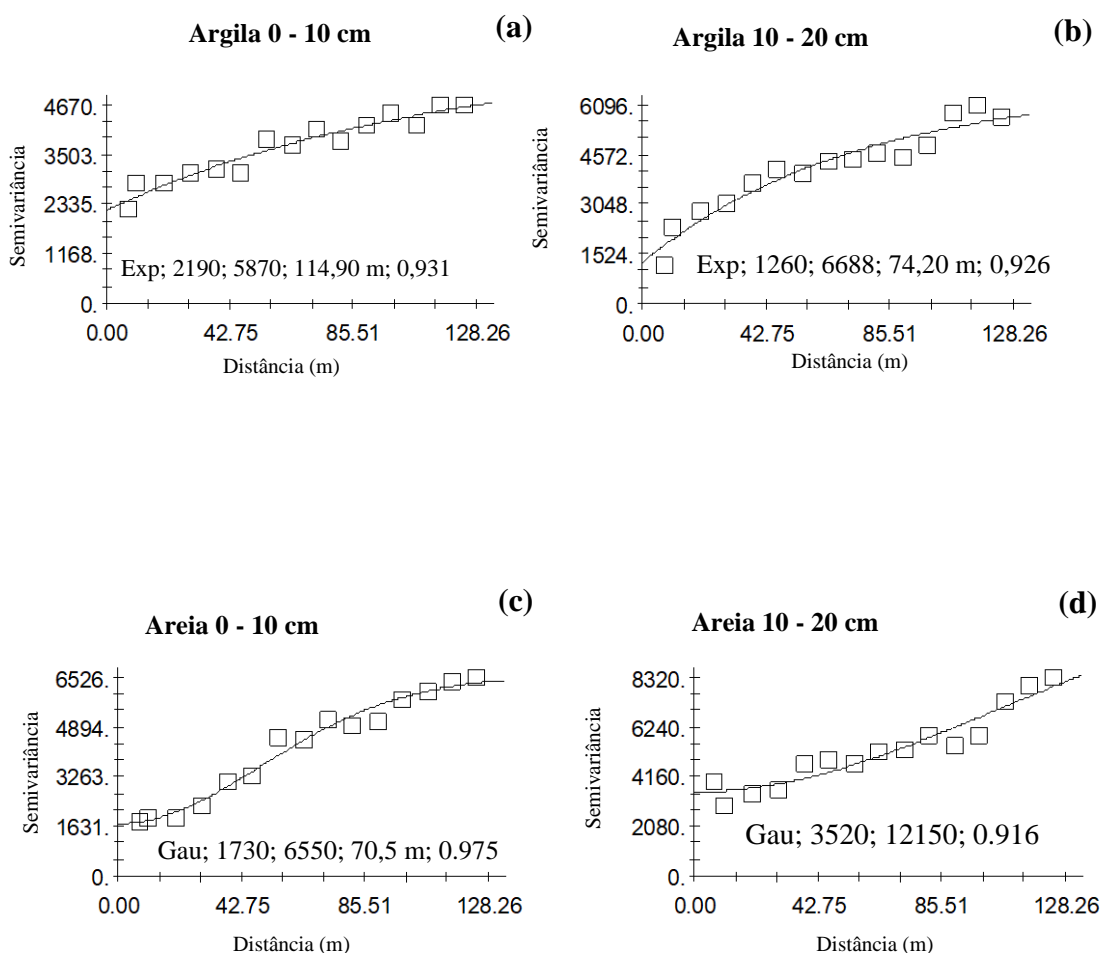 Argila 0 - 10 cm
(a)
4670.
3503.
2335.
1168.
0.
Semivariância
Exp; 2190; 5870; 114,90 m; 0,931
0.00 42.75 85.51 128.26
Distância (m)
Argila 10 - 20 cm
(b)
6096.
4572.
3048.
1524.
0.
Semivariância
Exp; 1260; 6688; 74,20 m; 0,926
0.00 42.75 85.51 128.26
Distância (m)
Areia 0 - 10 cm
(c)
6526.
4894.
3263.
1631.
0.
Semivariância
Gau; 1730; 6550; 70,5 m; 0.975
0.00 42.75 85.51 128.26
Distância (m)
Areia 10 - 20 cm
(d)
8320.
6240.
4160.
2080.
0.
Semivariância
Gau; 3520; 12150; 0.916
0.00 42.75 85.51 128.26
Distância (m)